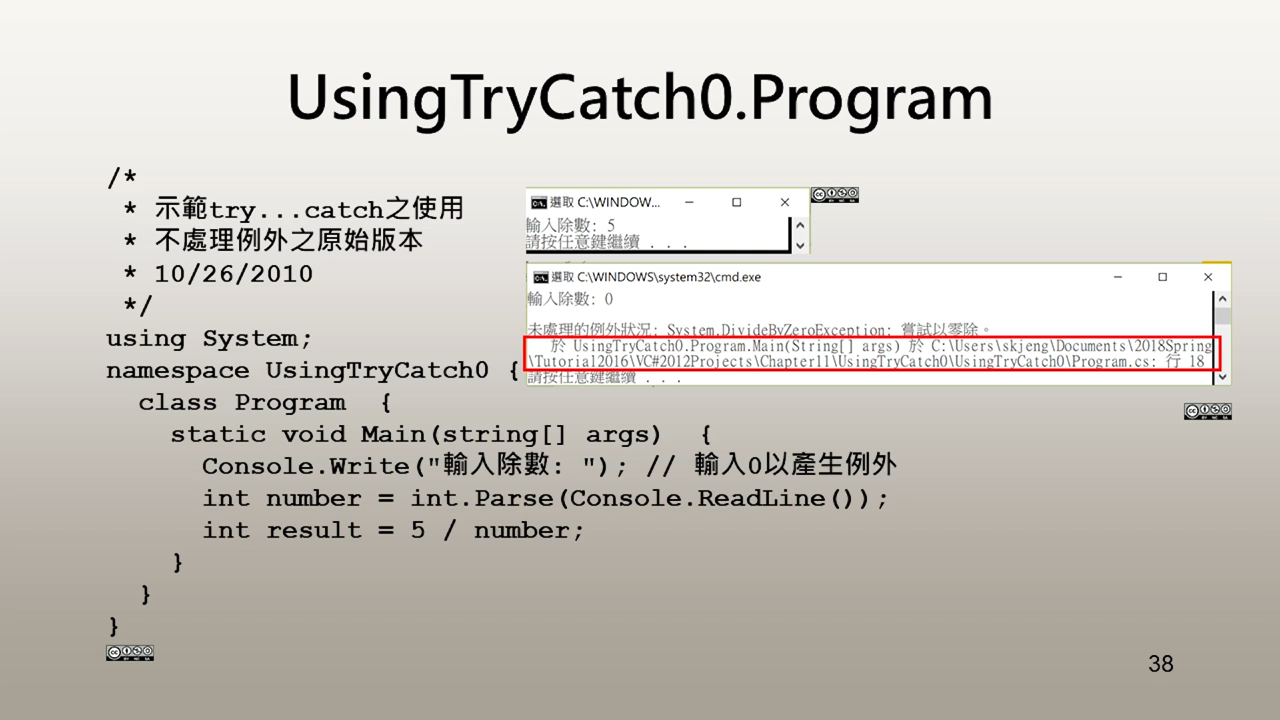 UsingTryCatch0.Program
/*
 * 示範try...catch之使用
 * 不處理例外之原始版本
 * 10/26/2010
 */
using System;
namespace UsingTryCatch0 {
  class Program  {
    static void Main(string[] args)  {
      Console.Write("輸入除數: "); // 輸入0以產生例外
      int number = int.Parse(Console.ReadLine());
      int result = 5 / number;
    }
  }
}
選取 C:\WINDOW...
輸入除數: 5
請按任意鍵繼續 . . .
選取 C:\WINDOWS\system32\cmd.exe
輸入除數: 0
未處理的例外狀況: System.DivideByZeroException: 嘗試以零除。
於 UsingTryCatch0.Program.Main(String[] args) 於 C:\Users\skjeng\Documents\2018Spring
\Tutorial2016\VC#2012Projects\Chapter11\UsingTryCatch0\UsingTryCatch0\Program.cs: 行 18
請按任意鍵繼續 . . .
38